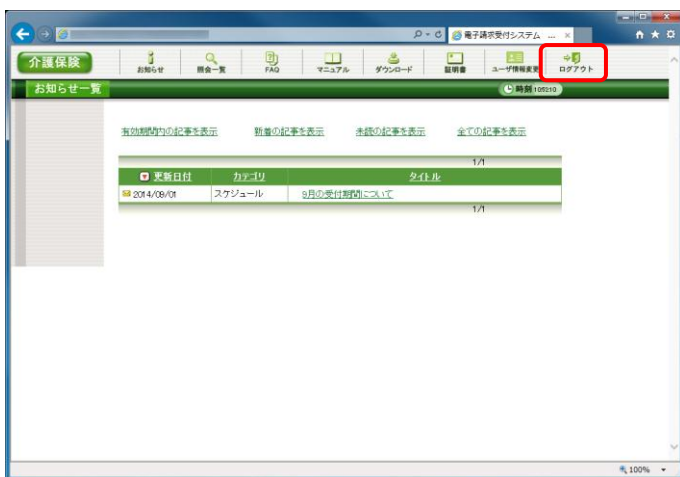 電子請求受付システム ... ×
介護保険
お知らせ 照会一覧 FAQ マニュアル ダウンロード 証明書 ユーザ情報変更 ログアウト
お知らせ一覧
時刻 105210
有効期間内の記事を表示 新着の記事を表示 未読の記事を表示 全ての記事を表示
1/1
更新日付 カテゴリ タイトル
2014/09/01 スケジュール 9月の受付期間について
1/1
100%